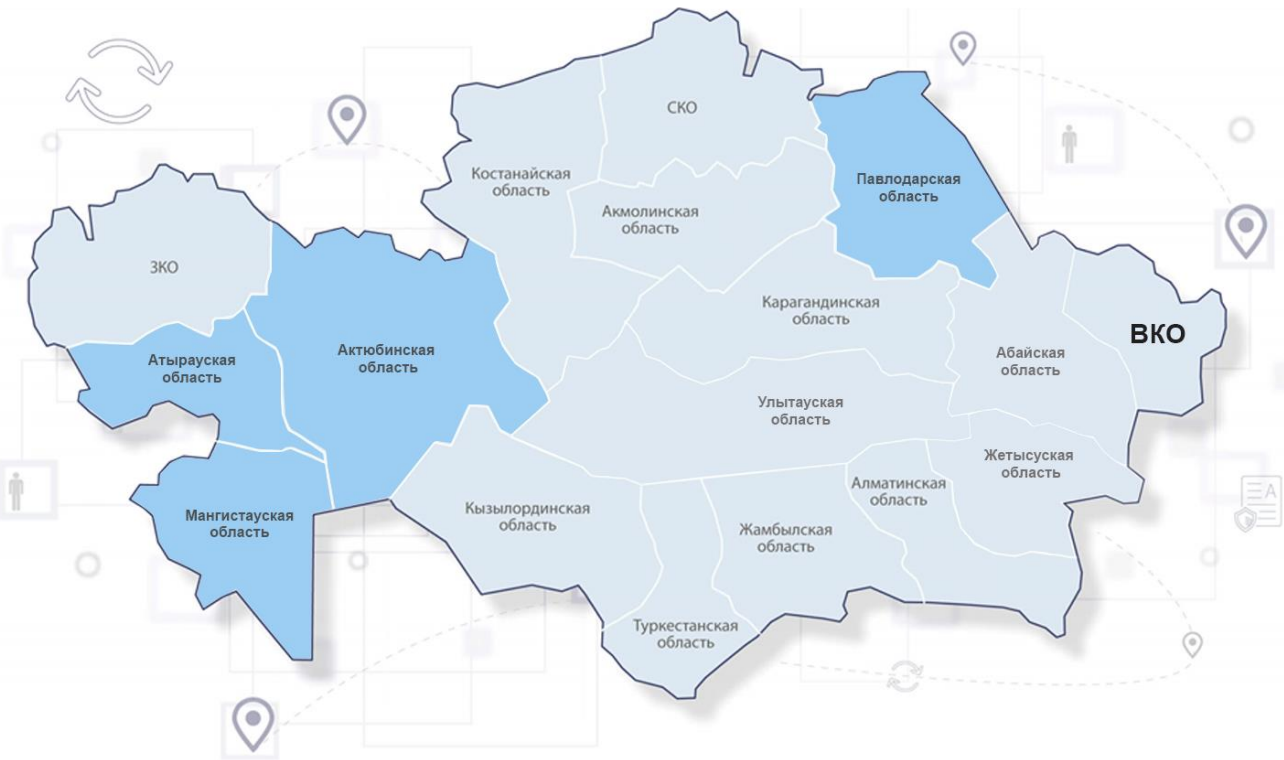 СКО
Костанайская
область
Павлодарская
область
Акмолинская
область
ЗКО
Карагандинская
область
ВКО
Атырауская
область
Актюбинская
область
Абайская
область
Улытауская
область
Жетысуская
область
Алматинская
область
Мангистауская
область
Кызылординская
область
Жамбылская
область
Туркестанская
область
A